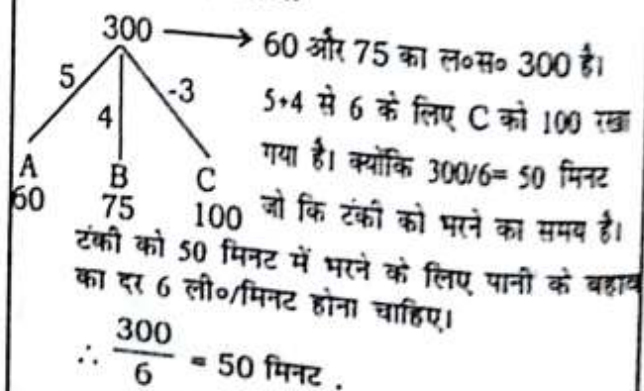 300 → 60 और 75 का ल०स० 300 है।
5 4 -3
5+4 से 6 के लिए C को 100 रखा
गया है। क्योंकि 300/6= 50 मिनट
A B C
60 75 100
जो कि टंकी को भरने का समय है।
टंकी को 50 मिनट में भरने के लिए पानी के बहाव
का दर 6 ली०/मिनट होना चाहिए।
∴ 300/6 = 50 मिनट .